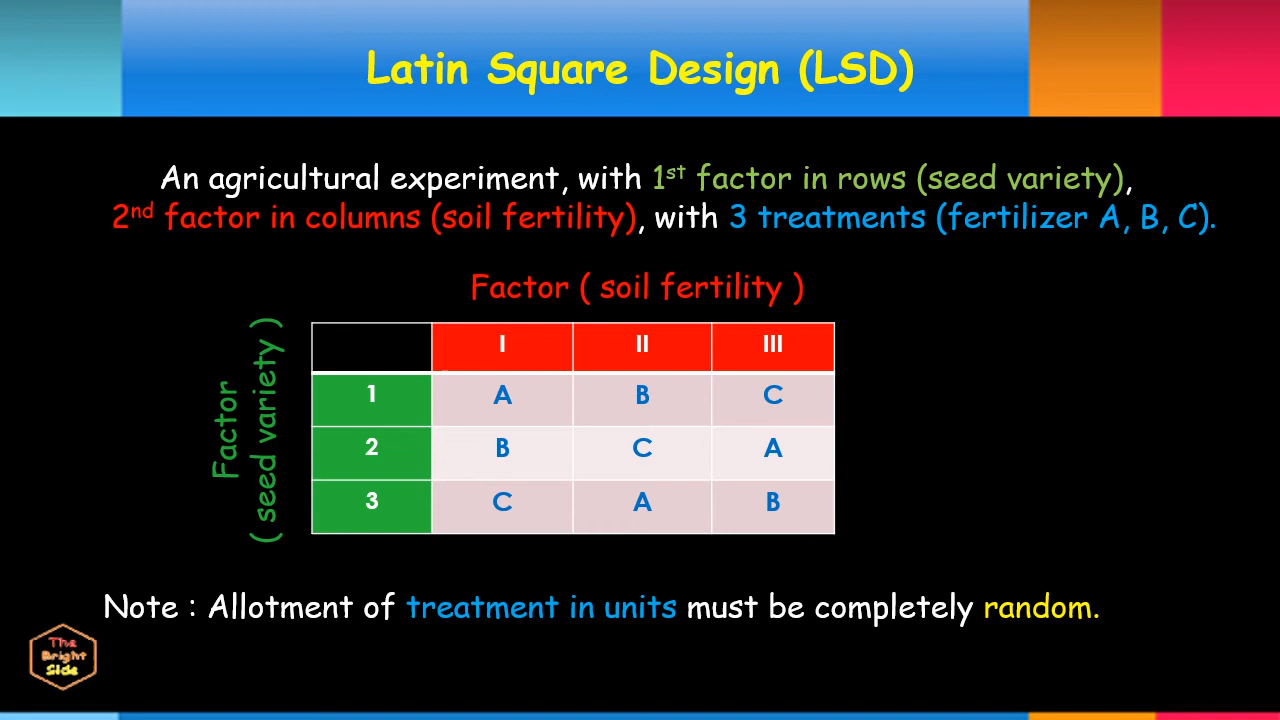 Latin Square Design (LSD)
An agricultural experiment, with 1st factor in rows (seed variety),
2nd factor in columns (soil fertility), with 3 treatments (fertilizer A, B, C).
Factor ( soil fertility )
Factor
( seed variety )
I II III
1 A B C
2 B C A
3 C A B
Note : Allotment of treatment in units must be completely random.
The
Bright
Side